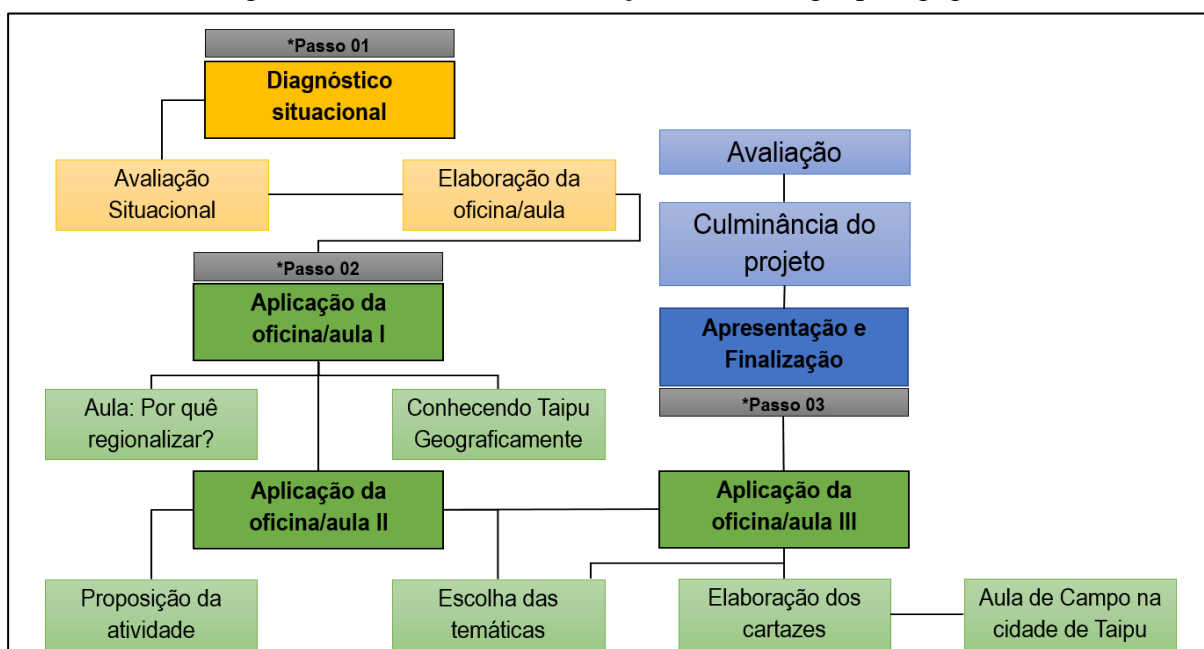 *Passo 01
Diagnóstico
situacional
Avaliação
Situacional
Elaboração da
oficina/aula
*Passo 02
Aplicação da
oficina/aula I
Aula: Por quê
regionalizar?
Conhecendo Taipu
Geograficamente
Aplicação da
oficina/aula II
Proposição da
atividade
Escolha das
temáticas
Avaliação
Culminância do
projeto
Apresentação e
Finalização
*Passo 03
Aplicação da
oficina/aula III
Elaboração dos
cartazes
Aula de Campo na
cidade de Taipu